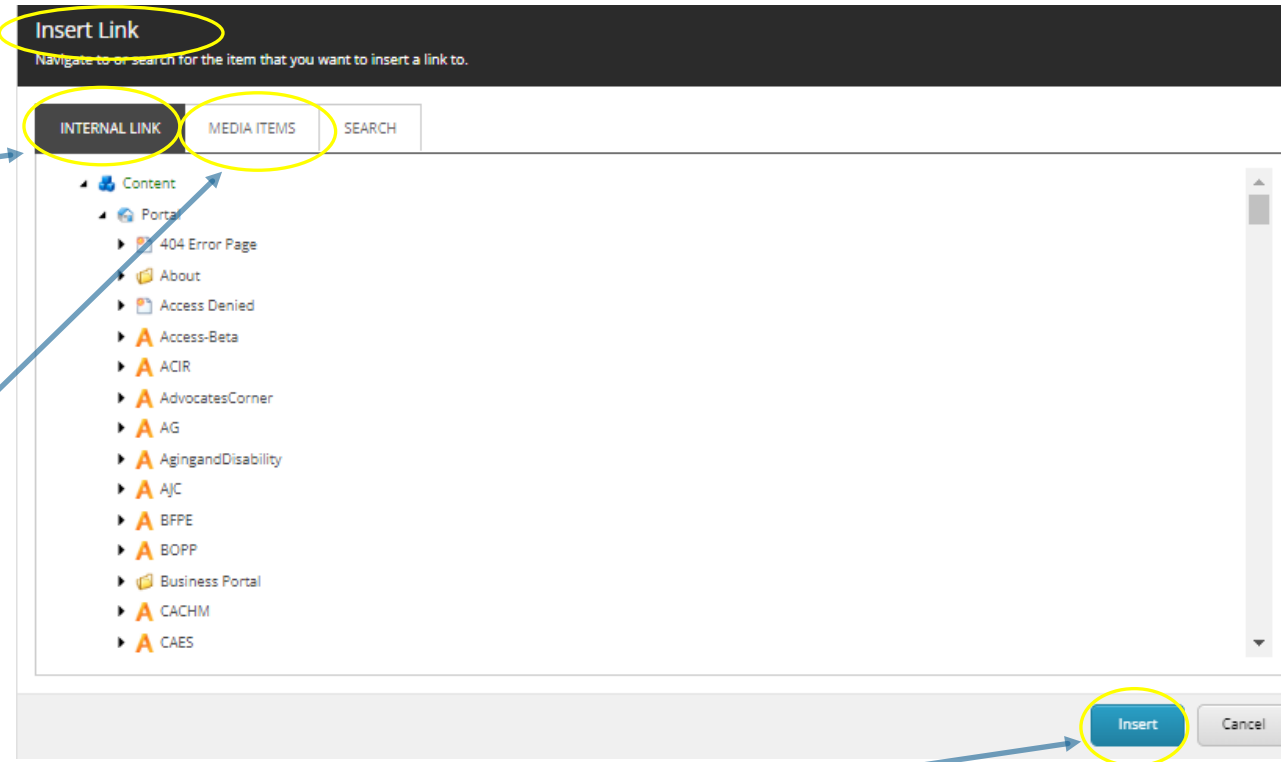 Insert Link
Navigate to or search for the item that you want to insert a link to.
INTERNAL LINK MEDIA ITEMS SEARCH
Content
Portal
404 Error Page
About
Access Denied
Access-Beta
ACIR
AdvocatesCorner
AG
AgingandDisability
AJC
BFPE
BOPP
Business Portal
CACHM
CAES
Insert Cancel